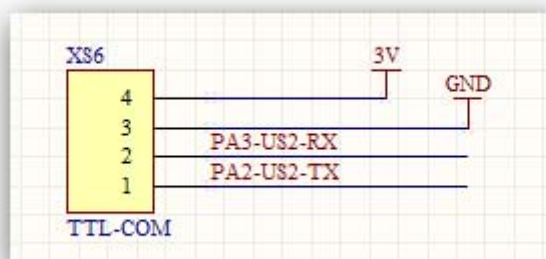 XS6
3V
GND
4
3
2
1
PA3-US2-RX
PA2-US2-TX
TTL-COM